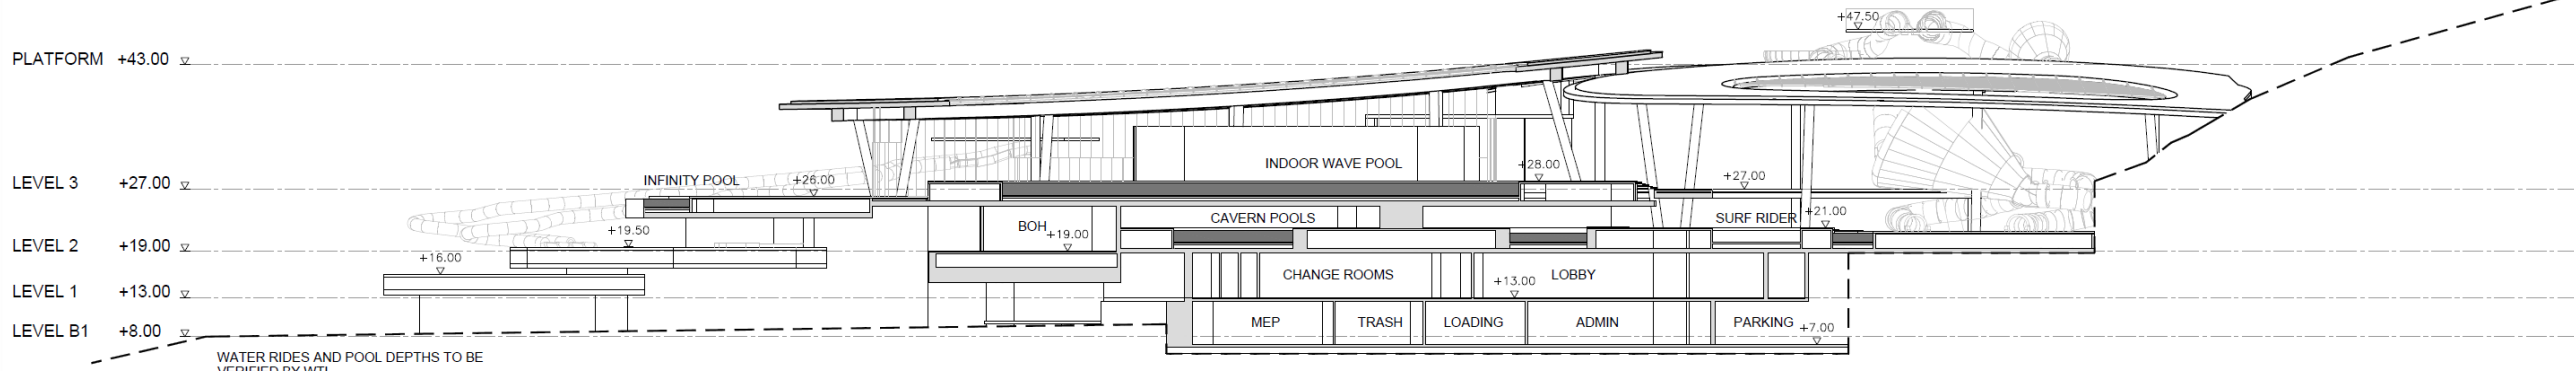 +47.50
PLATFORM +43.00
INDOOR WAVE POOL
+28.00
LEVEL 3 +27.00
INFINITY POOL
+26.00
+27.00
CAVERN POOLS
SURF RIDER
+21.00
BOH
+19.00
+19.50
LEVEL 2 +19.00
+16.00
CHANGE ROOMS
LOBBY
+13.00
LEVEL 1 +13.00
MEP
TRASH
LOADING
ADMIN
PARKING
+7.00
LEVEL B1 +8.00
WATER RIDES AND POOL DEPTHS TO BE
VERIFIED BY WTI